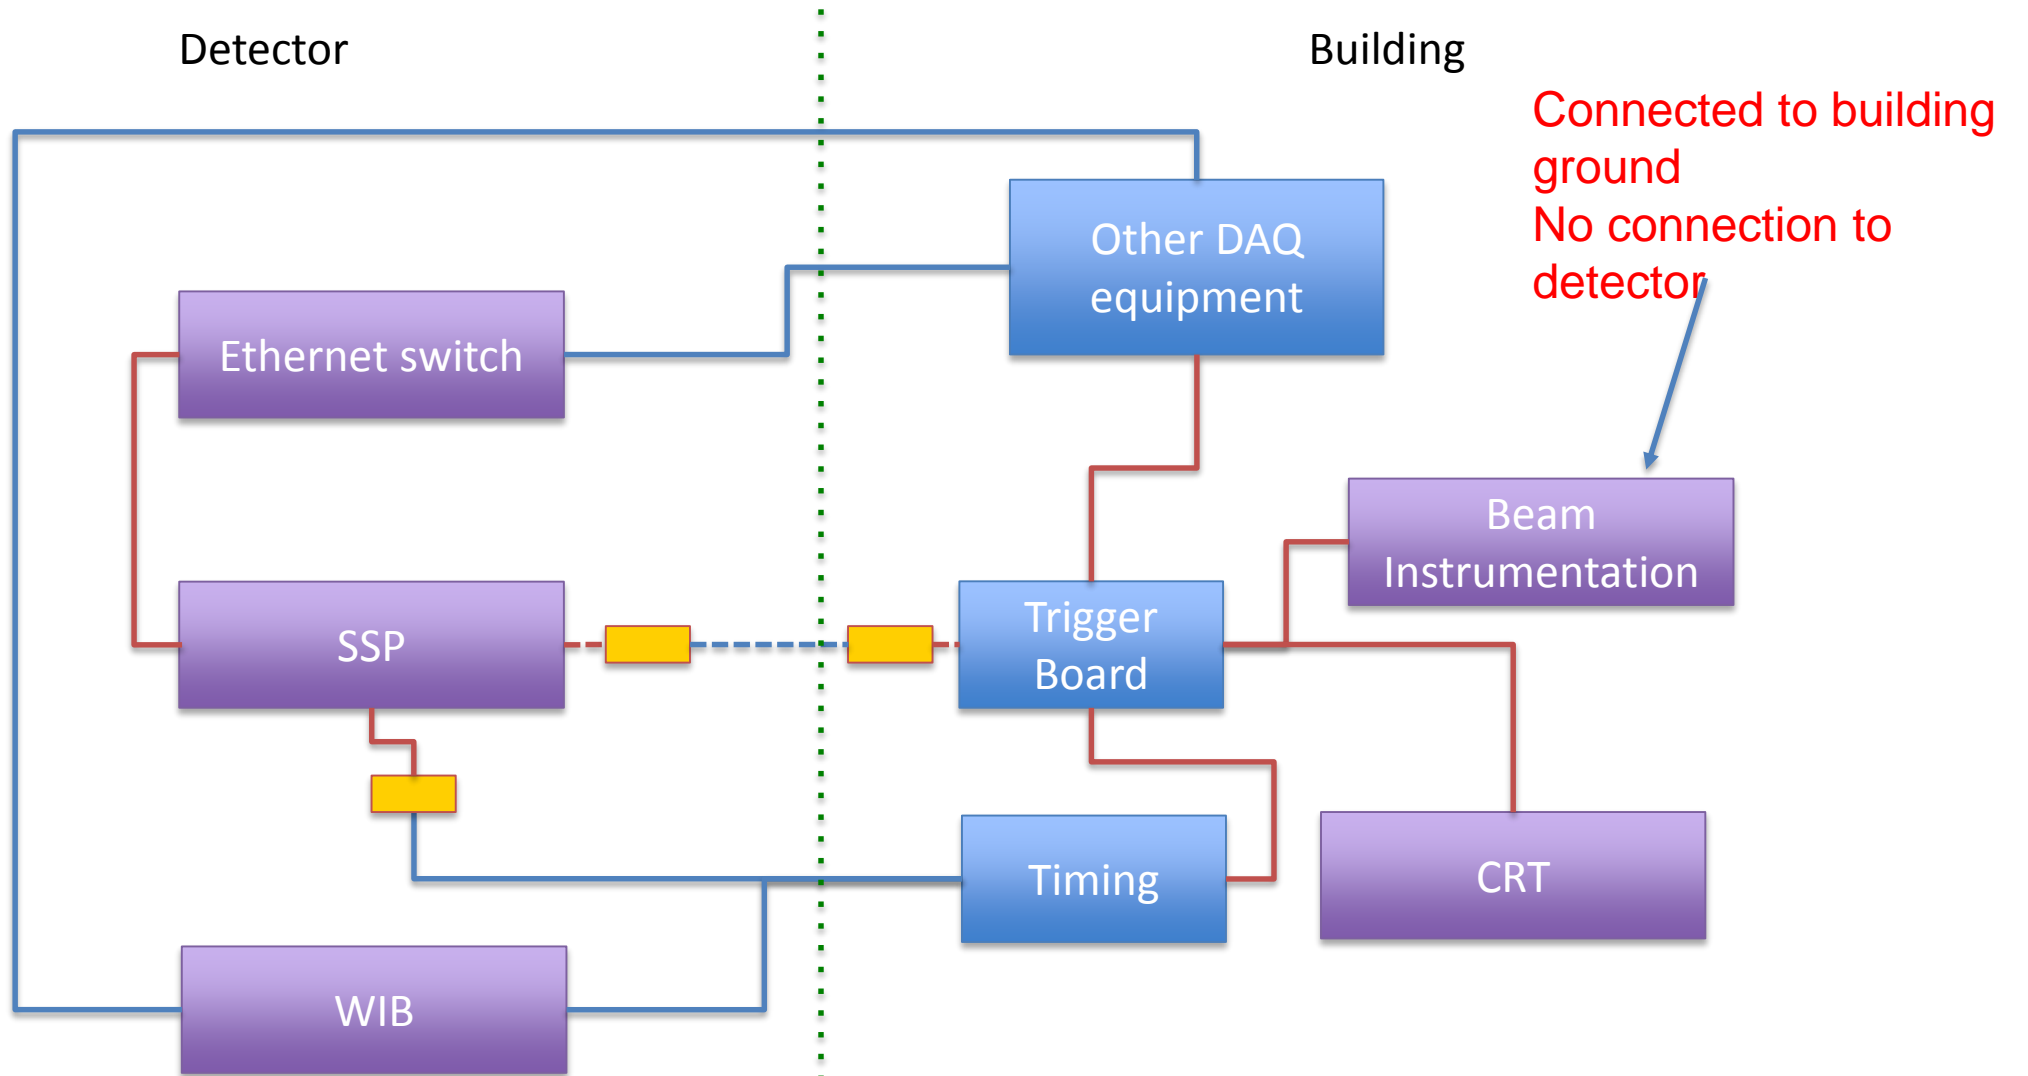 Detector
Building
Connected to building
ground
No connection to
detector
Other DAQ
equipment
Ethernet switch
Beam
Instrumentation
SSP
Trigger
Board
Timing
CRT
WIB